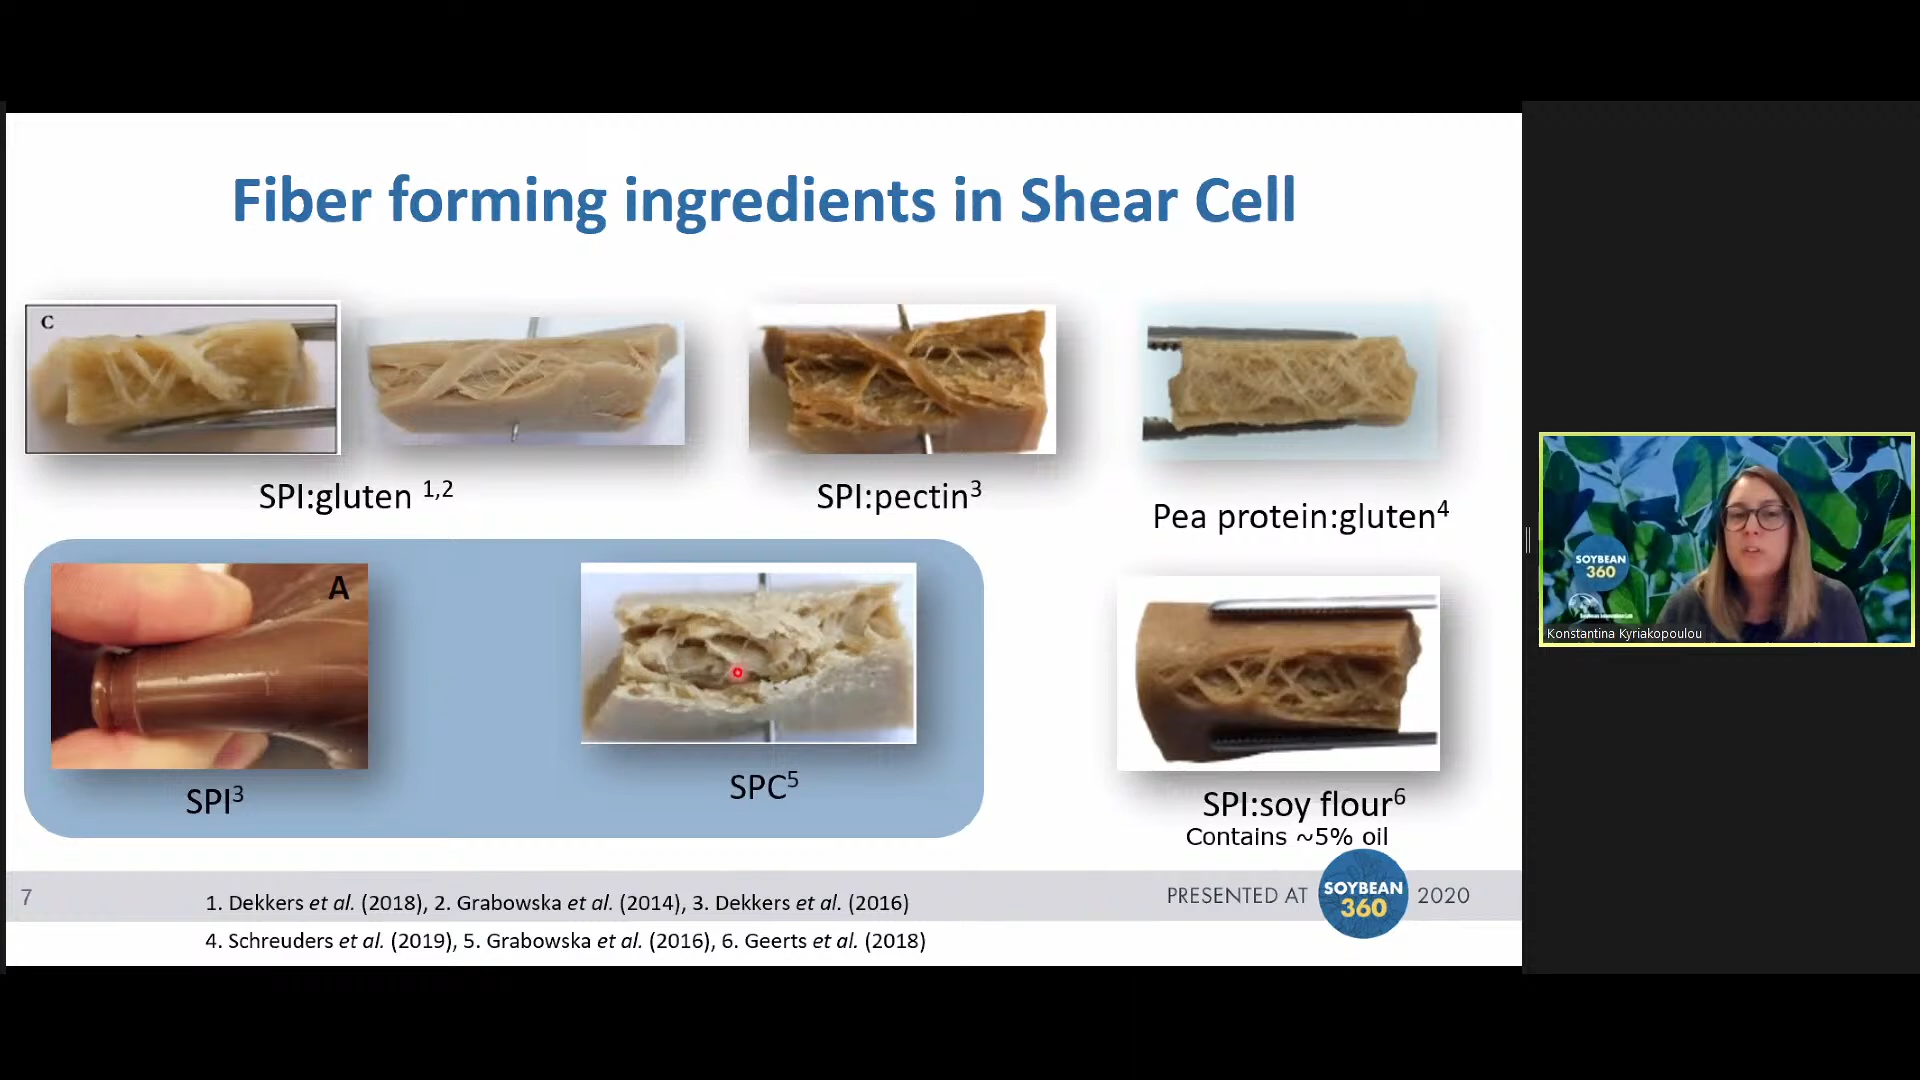 Fiber forming ingredients in Shear Cell
C
SPI:gluten 1,2
SPI:pectin3
Pea protein:gluten4
A
SPI3
SPC5
SPI:soy flour6
Contains ~5% oil
7
1. Dekkers et al. (2018), 2. Grabowska et al. (2014), 3. Dekkers et al. (2016)
4. Schreuders et al. (2019), 5. Grabowska et al. (2016), 6. Geerts et al. (2018)
PRESENTED AT SOYBEAN 360 2020
SOYBEAN
360
Konstantina Kyriakopoulou